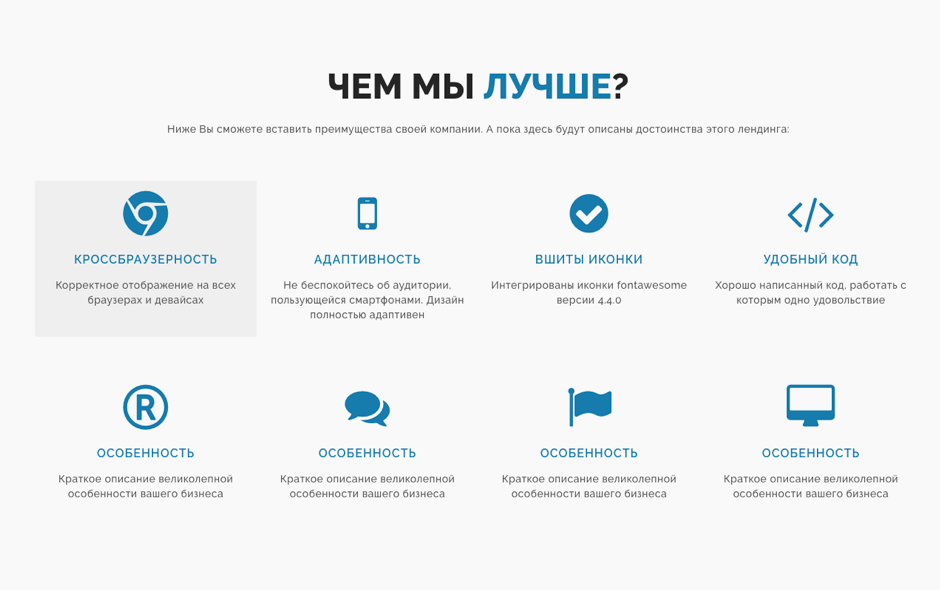 ЧЕМ МЫ ЛУЧШЕ?
Ниже Вы сможете вставить преимущества своей компании. А пока здесь будут описаны достоинства этого лендинга:
КРОССБРАУЗЕРНОСТЬ
Корректное отображение на всех
браузерах и девайсах
АДАПТИВНОСТЬ
Не беспокойтесь об аудитории,
пользующейся смартфонами. Дизайн
полностью адаптивен
ВШИТЫ ИКОНКИ
Интегрированы иконки fontawesome
версии 4.4.0
УДОБНЫЙ КОД
Хорошо написанный код, работать с
которым одно удовольствие
ОСОБЕННОСТЬ
Краткое описание великолепной
особенности вашего бизнеса
ОСОБЕННОСТЬ
Краткое описание великолепной
особенности вашего бизнеса
ОСОБЕННОСТЬ
Краткое описание великолепной
особенности вашего бизнеса
ОСОБЕННОСТЬ
Краткое описание великолепной
особенности вашего бизнеса